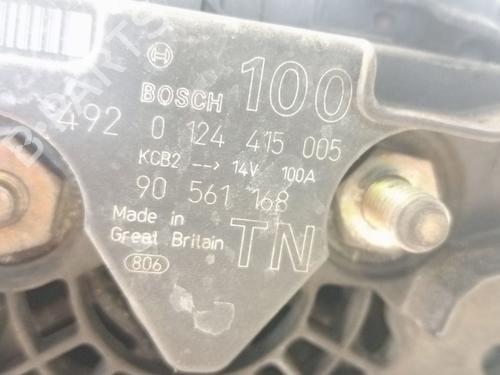 BOSCH 100
492 0 124 415 005
KCB2 --> 14V 100A
90 561 168
Made in
Great Britain TN
806